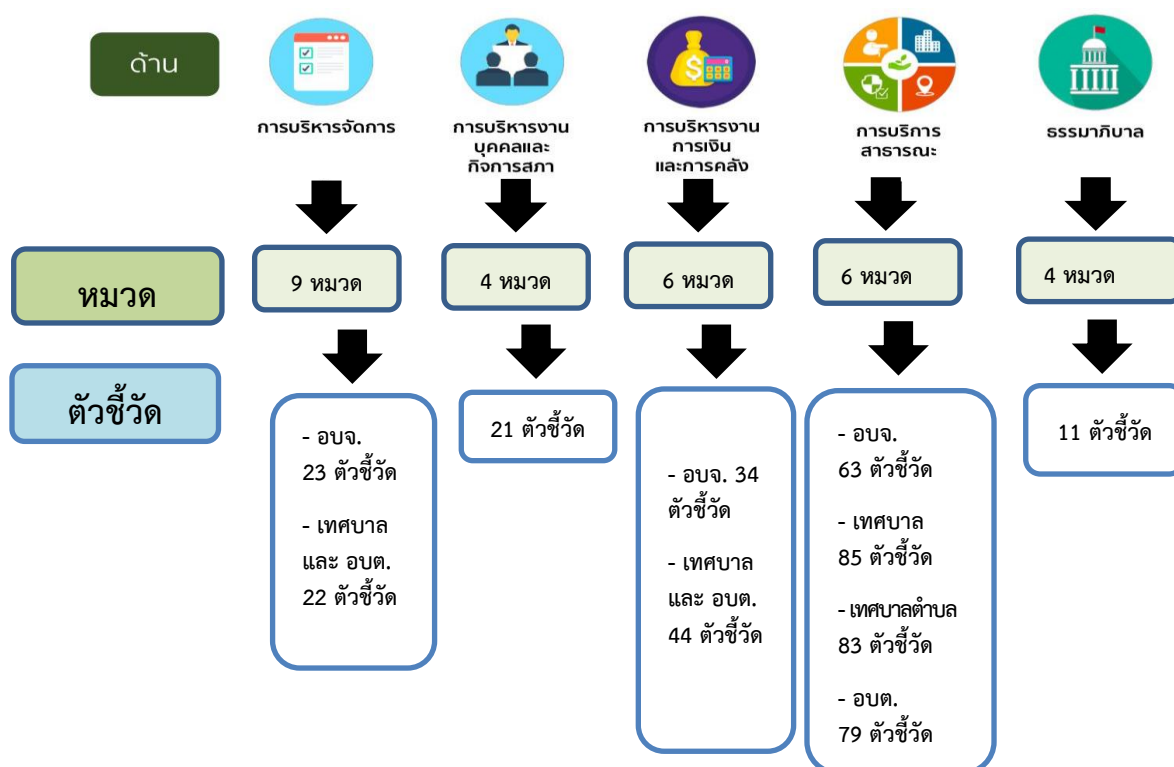 ด้าน
การบริหารจัดการ
การบริหารงาน
บุคคลและ
กิจการสภา
การบริหารงาน
การเงิน
และการคลัง
การบริการ
สาธารณะ
ธรรมาภิบาล
หมวด
9 หมวด
4 หมวด
6 หมวด
6 หมวด
4 หมวด
ตัวชี้วัด
- อบจ.
23 ตัวชี้วัด
- เทศบาล
และ อบต.
22 ตัวชี้วัด
21 ตัวชี้วัด
- อบจ. 34
ตัวชี้วัด
- เทศบาล
และ อบต.
44 ตัวชี้วัด
- อบจ.
63 ตัวชี้วัด
- เทศบาล
85 ตัวชี้วัด
- เทศบาลตำบล
83 ตัวชี้วัด
- อบต.
79 ตัวชี้วัด
11 ตัวชี้วัด